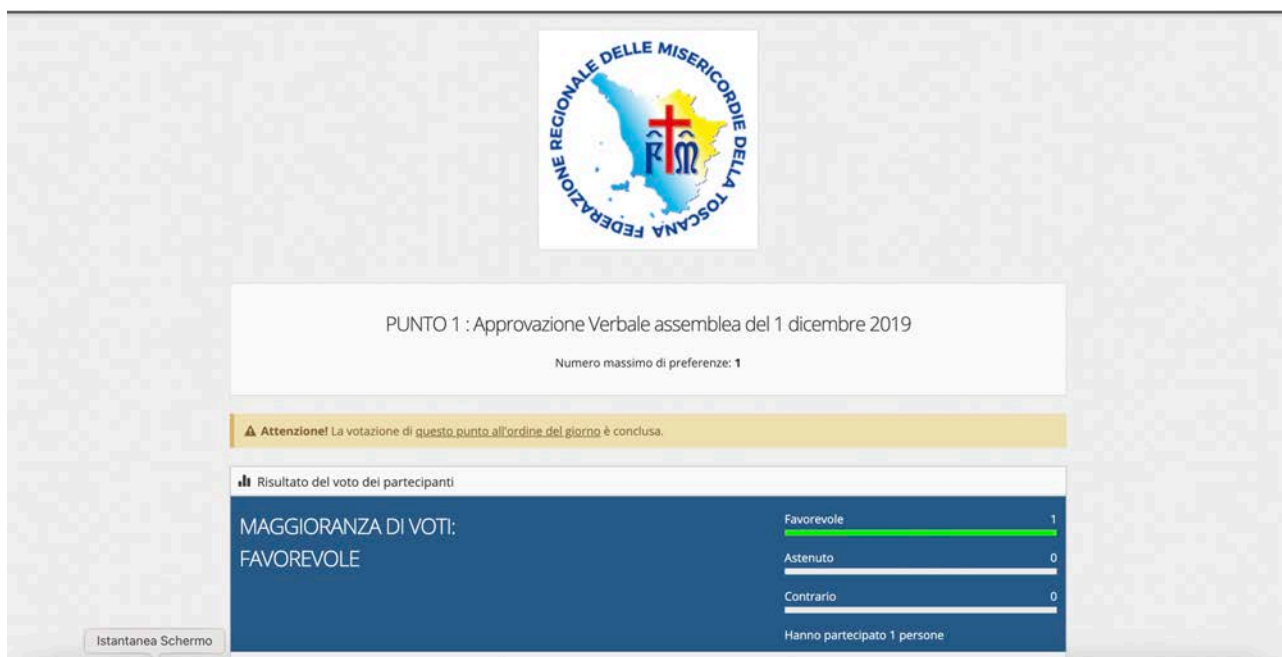 FEDERAZIONE REGIONALE DELLE MISERICORDIE DELLA TOSCANA
PUNTO 1 : Approvazione Verbale assemblea del 1 dicembre 2019
Numero massimo di preferenze: 1
Attenzione! La votazione di questo punto all'ordine del giorno è conclusa.
Risultato del voto dei partecipanti
MAGGIORANZA DI VOTI:
FAVOREVOLE
Favorevole 1
Astenuto 0
Contrario 0
Hanno partecipato 1 persone
Istantanea Schermo